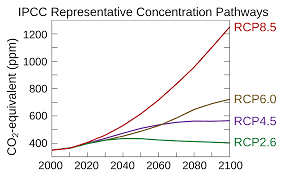 IPCC Representative Concentration Pathways
CO₂-equivalent (ppm)
1200
1000
800
600
400
2000
2020
2040
2060
2080
2100
RCP8.5
RCP6.0
RCP4.5
RCP2.6